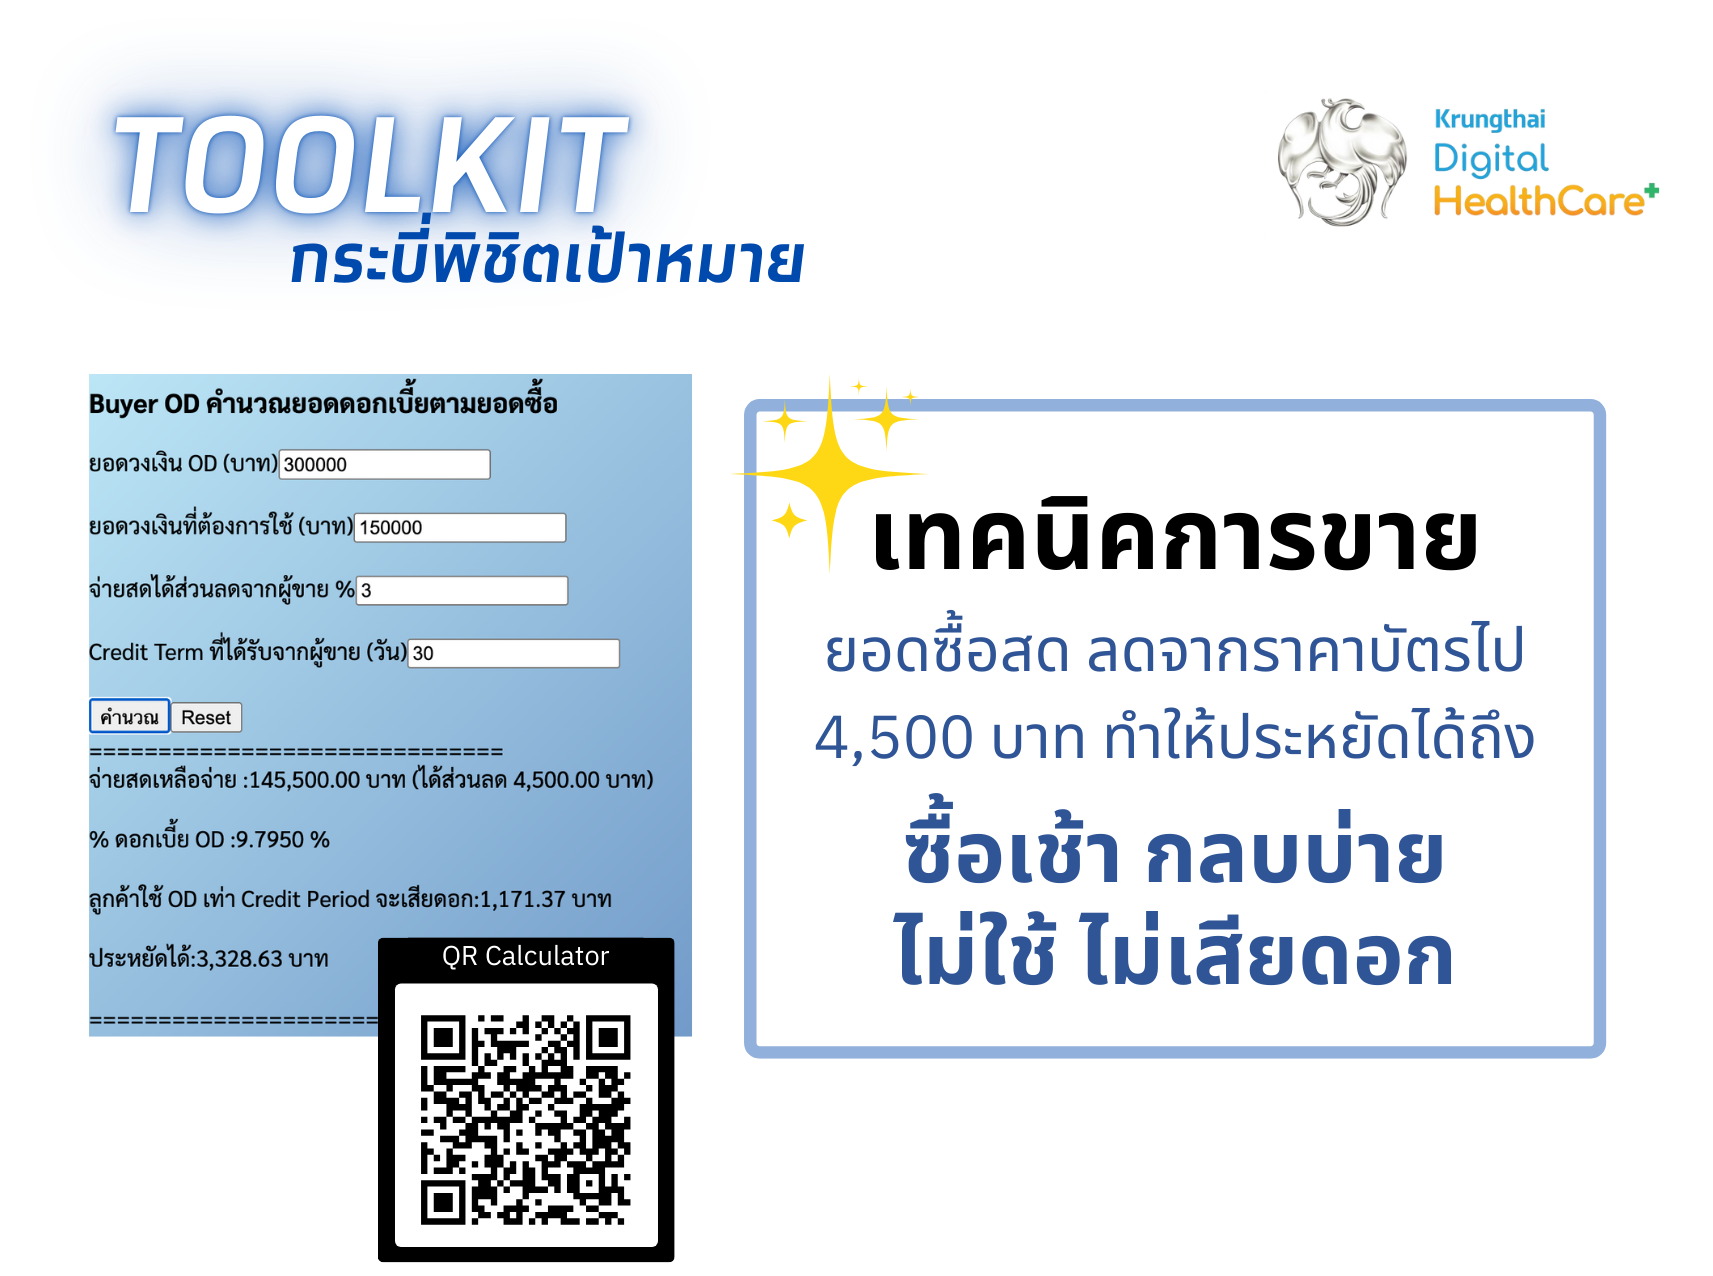 TOOLKIT
กระบี่พิชิตเป้าหมาย
Krungthai
Digital
HealthCare+
Buyer OD คำนวณยอดดอกเบี้ยตามยอดซื้อ
ยอดวงเงิน OD (บาท) 300000
ยอดวงเงินที่ต้องการใช้ (บาท) 150000
จ่ายสดได้ส่วนลดจากผู้ขาย % 3
Credit Term ที่ได้รับจากผู้ขาย (วัน) 30
คำนวณ Reset
==============================
จ่ายสดเหลือจ่าย :145,500.00 บาท (ได้ส่วนลด 4,500.00 บาท)
% ดอกเบี้ย OD :9.7950 %
ลูกค้าใช้ OD เท่า Credit Period จะเสียดอก:1,171.37 บาท
ประหยัดได้:3,328.63 บาท
=====================
QR Calculator
เทคนิคการขาย
ยอดซื้อสด ลดจากราคาบัตรไป
4,500 บาท ทำให้ประหยัดได้ถึง
ซื้อเช้า กลบบ่าย
ไม่ใช้ ไม่เสียดอก